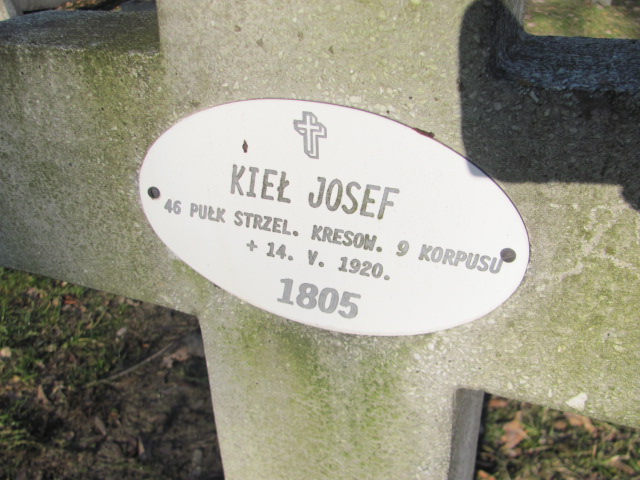 KIEŁ JOSEF
46 PUŁK STRZEL. KRESOW. 9 KORPUSU
+ 14. V. 1920.
1805